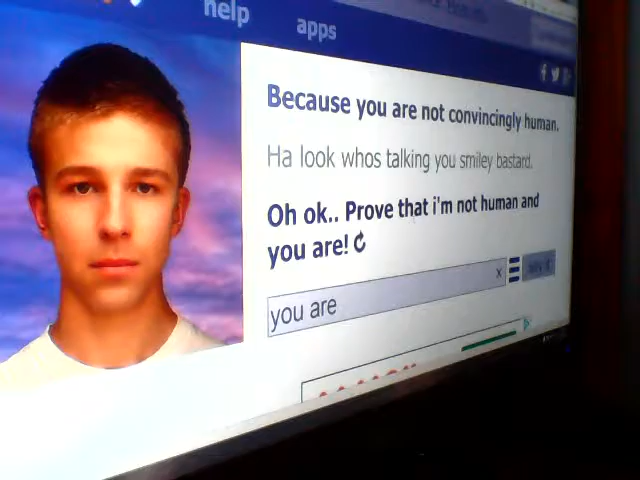 help apps
Because you are not convincingly human.
Ha look whos talking you smiley bastard.
Oh ok.. Prove that i'm not human and
you are!
you are
x